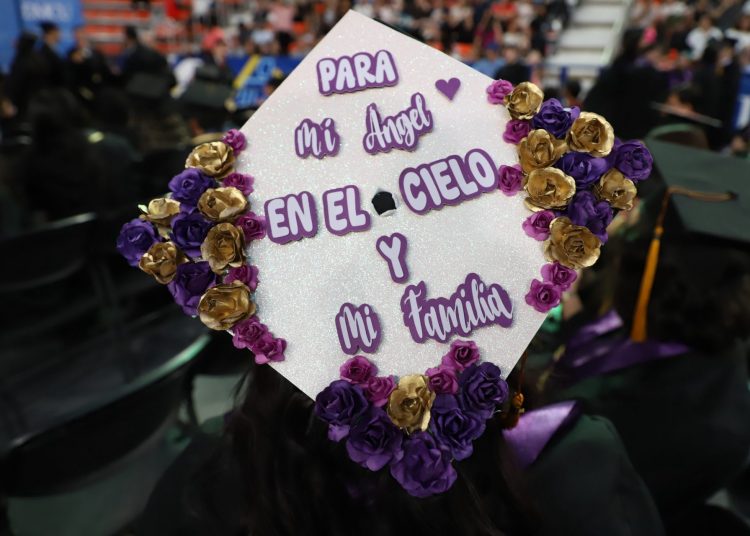 PARA
Mi Angel
EN EL CIELO
Y
Mi Familia